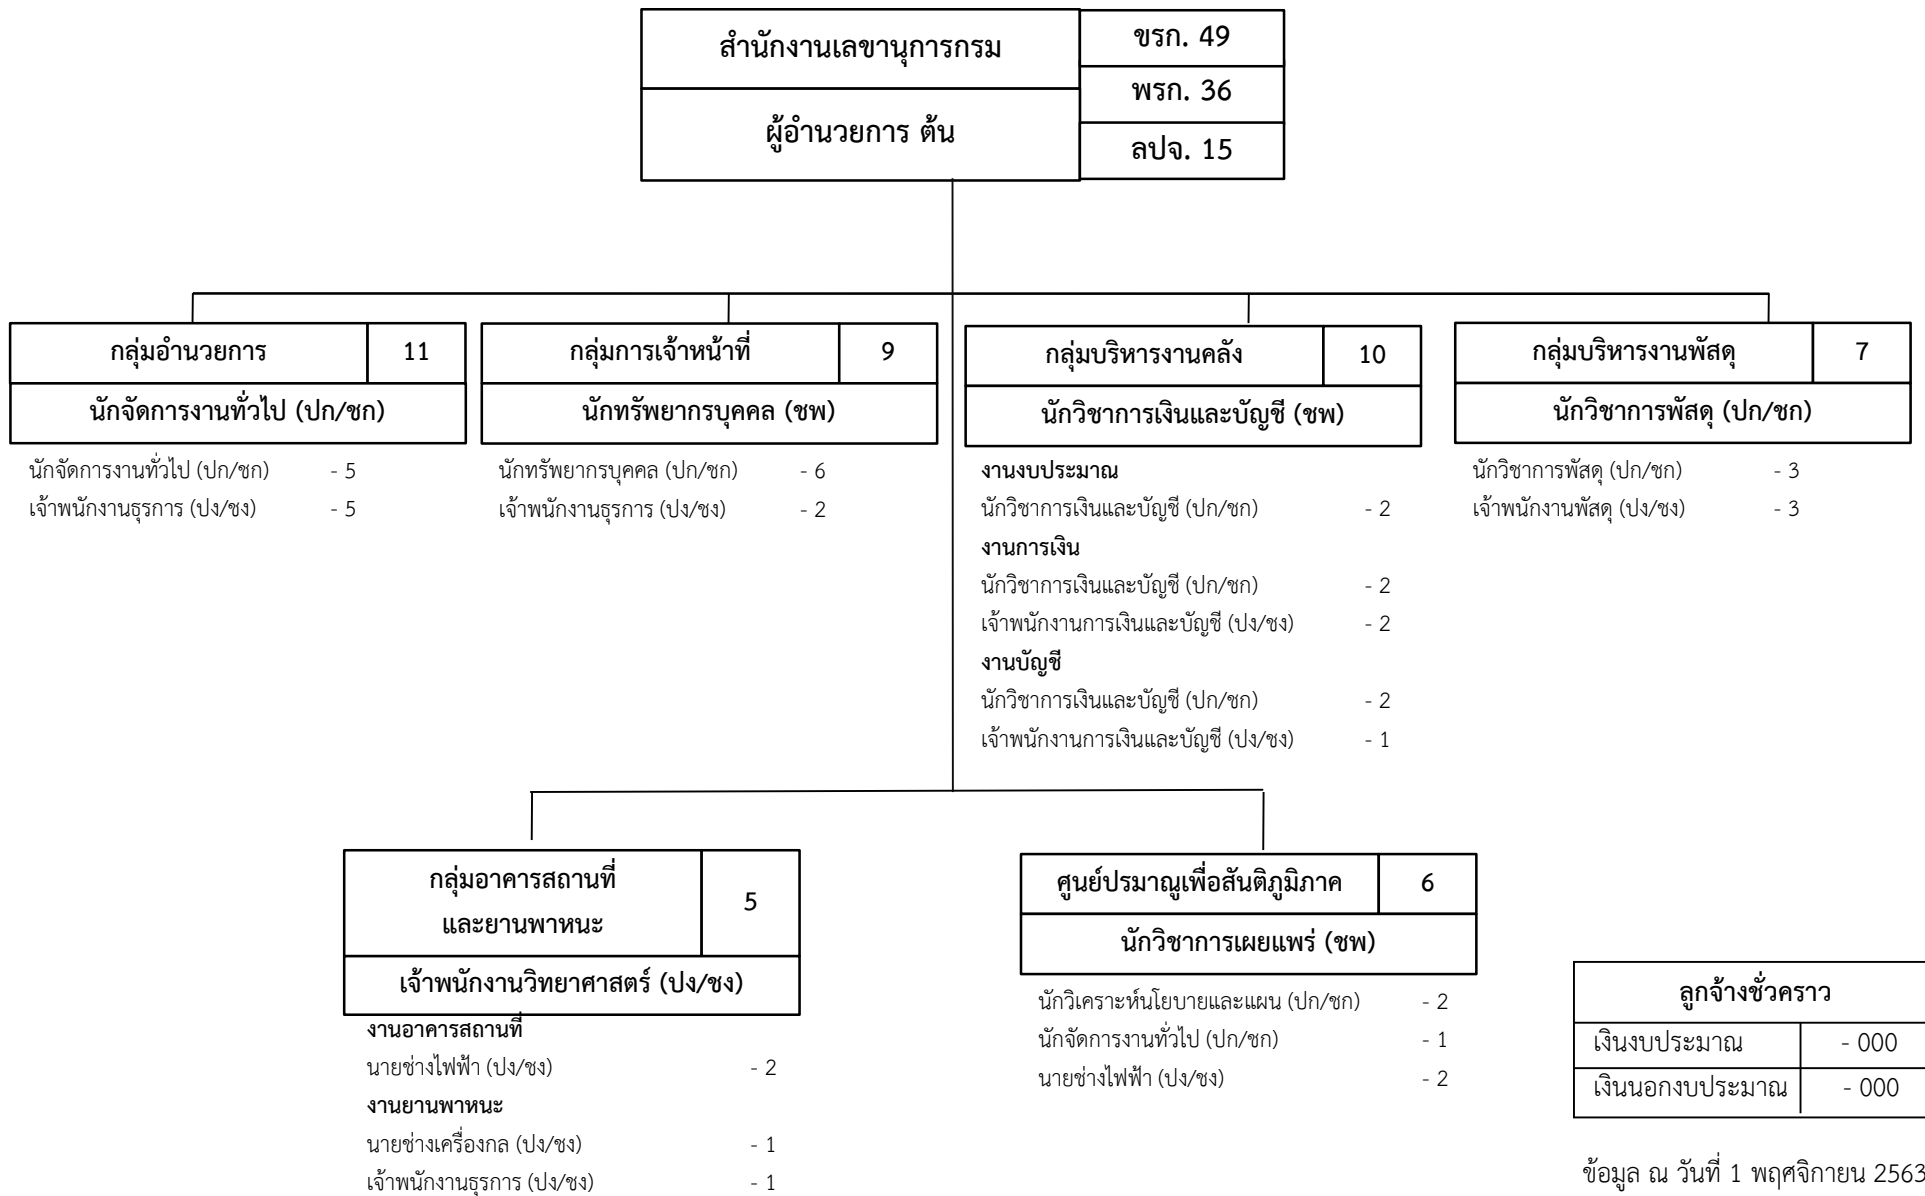 สำนักงานเลขานุการกรม
ผู้อำนวยการ ต้น
ขรก. 49
พรก. 36
ลปจ. 15
กลุ่มอำนวยการ 11
นักจัดการงานทั่วไป (ปก/ชก)
นักจัดการงานทั่วไป (ปก/ชก) - 5
เจ้าพนักงานธุรการ (ปง/ชง) - 5
กลุ่มการเจ้าหน้าที่ 9
นักทรัพยากรบุคคล (ชพ)
นักทรัพยากรบุคคล (ปก/ชก) - 6
เจ้าพนักงานธุรการ (ปง/ชง) - 2
กลุ่มบริหารงานคลัง 10
นักวิชาการเงินและบัญชี (ชพ)
งานงบประมาณ
นักวิชาการเงินและบัญชี (ปก/ชก) - 2
งานการเงิน
นักวิชาการเงินและบัญชี (ปก/ชก) - 2
เจ้าพนักงานการเงินและบัญชี (ปง/ชง) - 2
งานบัญชี
นักวิชาการเงินและบัญชี (ปก/ชก) - 2
เจ้าพนักงานการเงินและบัญชี (ปง/ชง) - 1
กลุ่มบริหารงานพัสดุ 7
นักวิชาการพัสดุ (ปก/ชก)
นักวิชาการพัสดุ (ปก/ชก) - 3
เจ้าพนักงานพัสดุ (ปง/ชง) - 3
กลุ่มอาคารสถานที่
และยานพาหนะ
5
เจ้าพนักงานวิทยาศาสตร์ (ปง/ชง)
งานอาคารสถานที่
นายช่างไฟฟ้า (ปง/ชง) - 2
งานยานพาหนะ
นายช่างเครื่องกล (ปง/ชง) - 1
เจ้าพนักงานธุรการ (ปง/ชง) - 1
ศูนย์ปรมาณูเพื่อสันติภูมิภาค 6
นักวิชาการเผยแพร่ (ชพ)
นักวิเคราะห์นโยบายและแผน (ปก/ชก) - 2
นักจัดการงานทั่วไป (ปก/ชก) - 1
นายช่างไฟฟ้า (ปง/ชง) - 2
ลูกจ้างชั่วคราว
เงินงบประมาณ - 000
เงินนอกงบประมาณ - 000
ข้อมูล ณ วันที่ 1 พฤศจิกายน 2563